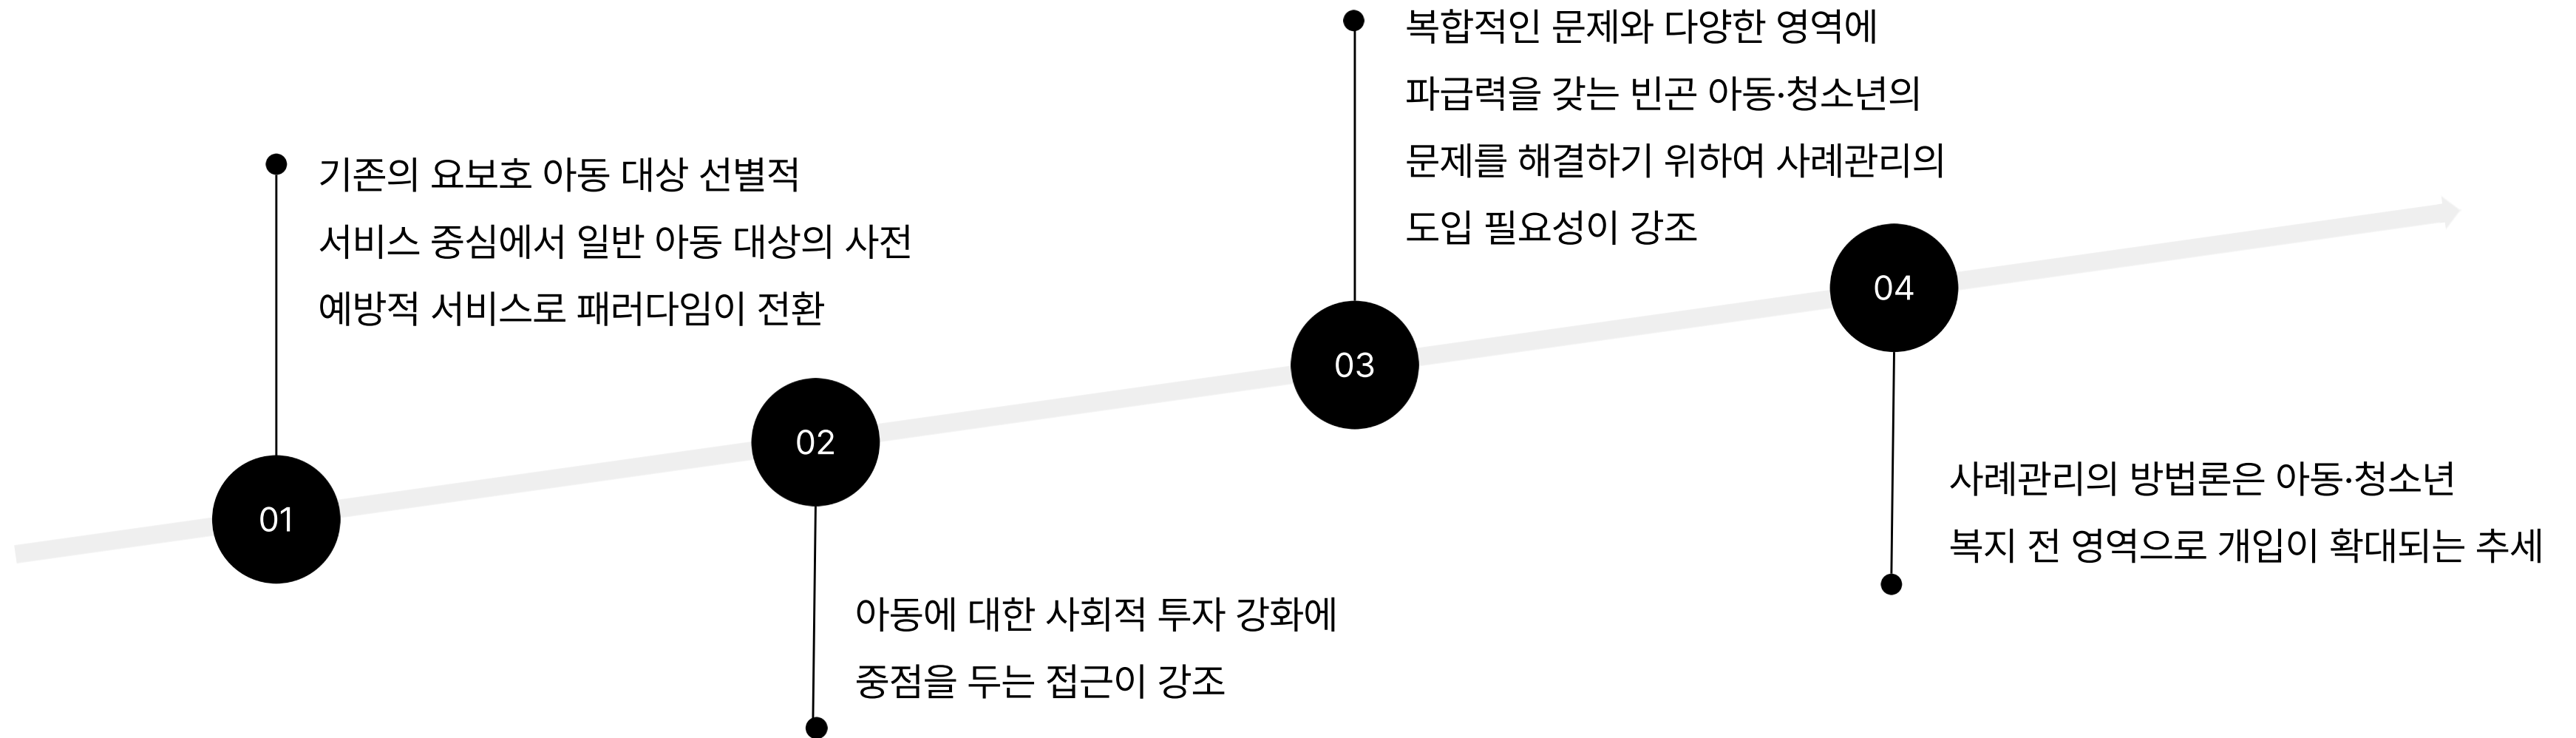 01
기존의 요보호 아동 대상 선별적
서비스 중심에서 일반 아동 대상의 사전
예방적 서비스로 패러다임이 전환
02
아동에 대한 사회적 투자 강화에
중점을 두는 접근이 강조
03
복합적인 문제와 다양한 영역에
파급력을 갖는 빈곤 아동·청소년의
문제를 해결하기 위하여 사례관리의
도입 필요성이 강조
04
사례관리의 방법론은 아동·청소년
복지 전 영역으로 개입이 확대되는 추세